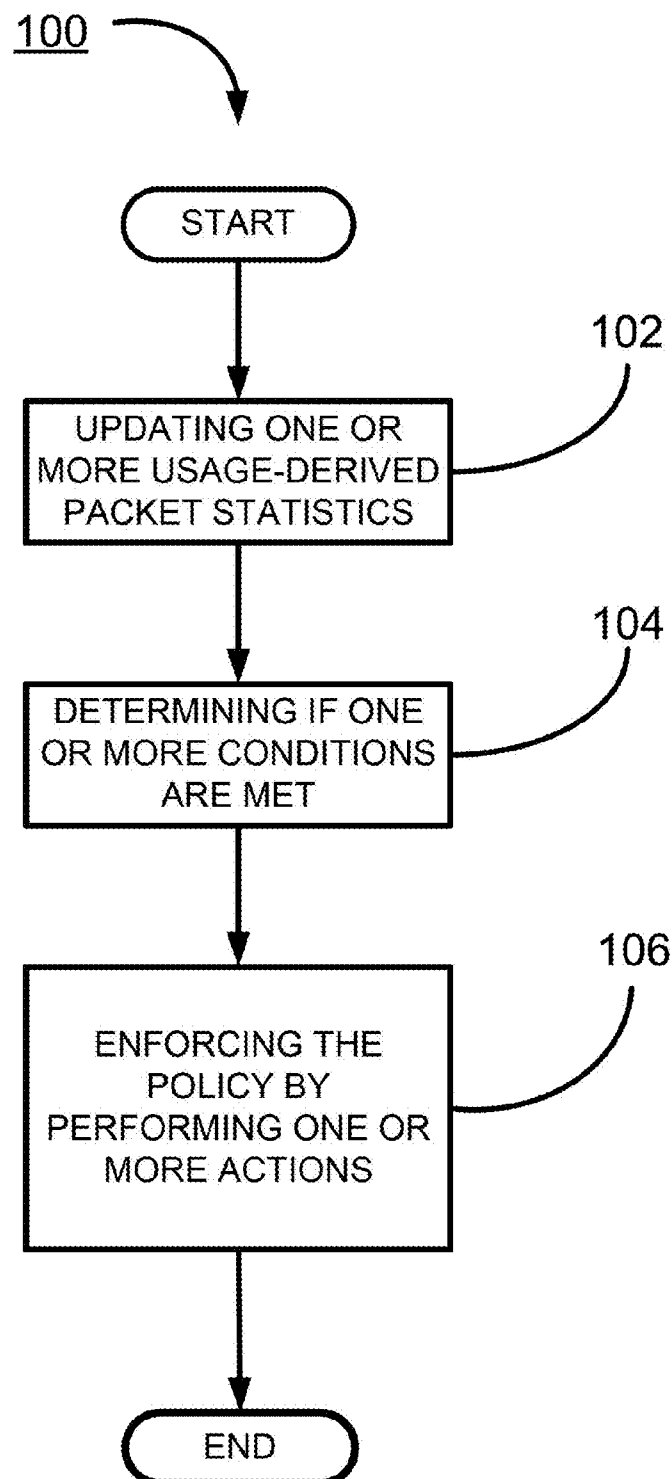 100
START
102
UPDATING ONE OR
MORE USAGE-DERIVED
PACKET STATISTICS
104
DETERMINING IF ONE
OR MORE CONDITIONS
ARE MET
106
ENFORCING THE
POLICY BY
PERFORMING ONE OR
MORE ACTIONS
END